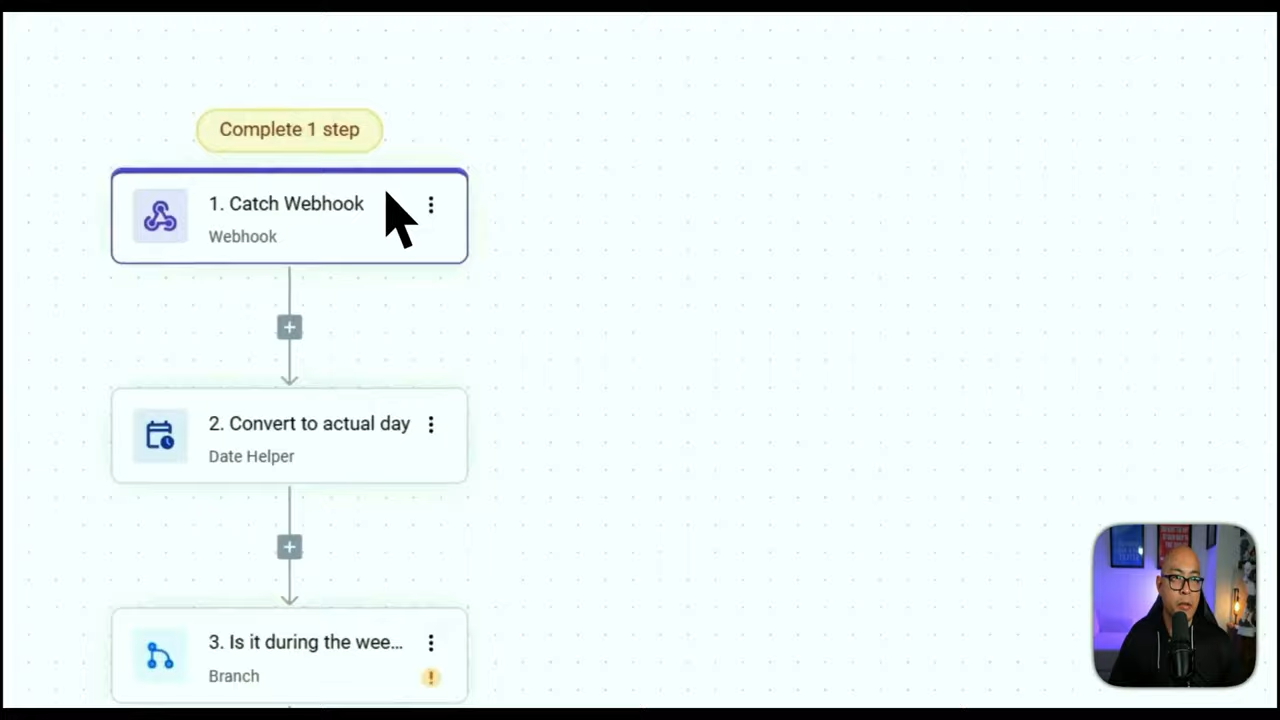 Complete 1 step
1. Catch Webhook
Webhook
2. Convert to actual day
Date Helper
3. Is it during the wee...
Branch